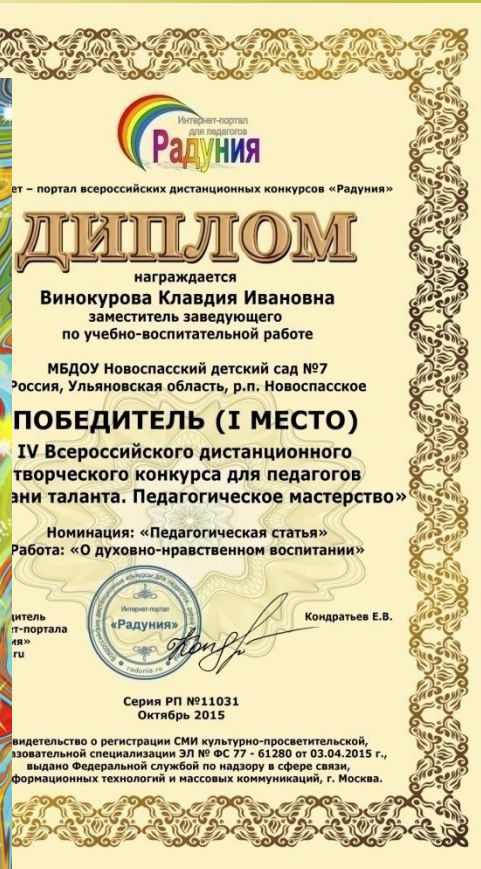 Интернет-портал
для педагогов
Радуния
ет – портал всероссийских дистанционных конкурсов «Радуния»
ДИПЛОМ
награждается
Винокурова Клавдия Ивановна
заместитель заведующего
по учебно-воспитательной работе
МБДОУ Новоспасский детский сад №7
Россия, Ульяновская область, р.п. Новоспасское
ПОБЕДИТЕЛЬ (I МЕСТО)
IV Всероссийского дистанционного
творческого конкурса для педагогов
ани таланта. Педагогическое мастерство»
Номинация: «Педагогическая статья»
Работа: «О духовно-нравственном воспитании»
дитель
ет-портала
ия»
ru
Интернет-портал
«Радуния»
radunia.ru
Кондратьев Е.В.
Серия РП №11031
Октябрь 2015
видетельство о регистрации СМИ культурно-просветительской,
азовательной специализации ЭЛ № ФС 77 - 61280 от 03.04.2015 г.,
выдано Федеральной службой по надзору в сфере связи,
формационных технологий и массовых коммуникаций, г. Москва.